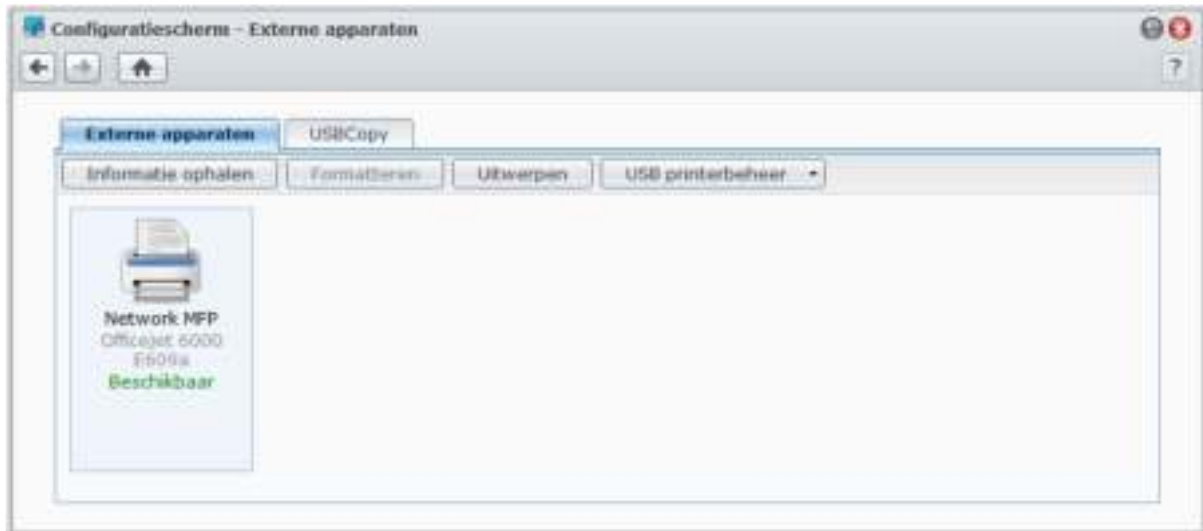 Configuratiescherm - Externe apparaten
?
Externe apparaten USBCopy
Informatie ophalen Formatteren Uitwerpen USB printerbeheer
Network MFP
Officejet 6000
E609a
Beschikbaar